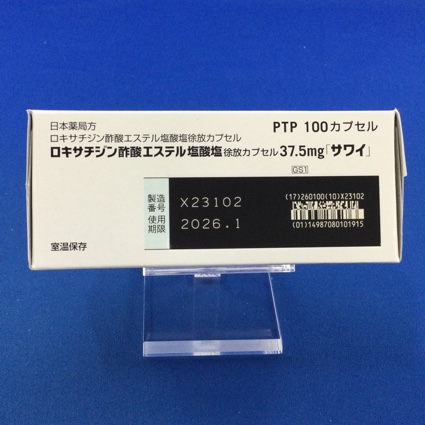 日本薬局方
ロキサチジン酢酸エステル塩酸塩徐放カプセル
PTP 100カプセル
ロキサチジン酢酸エステル塩酸塩徐放カプセル37.5mg「サワイ」
GS1
製造番号 X23102
使用期限 2026.1
(17)260100(10)X23102
(01)14987080101915
室温保存